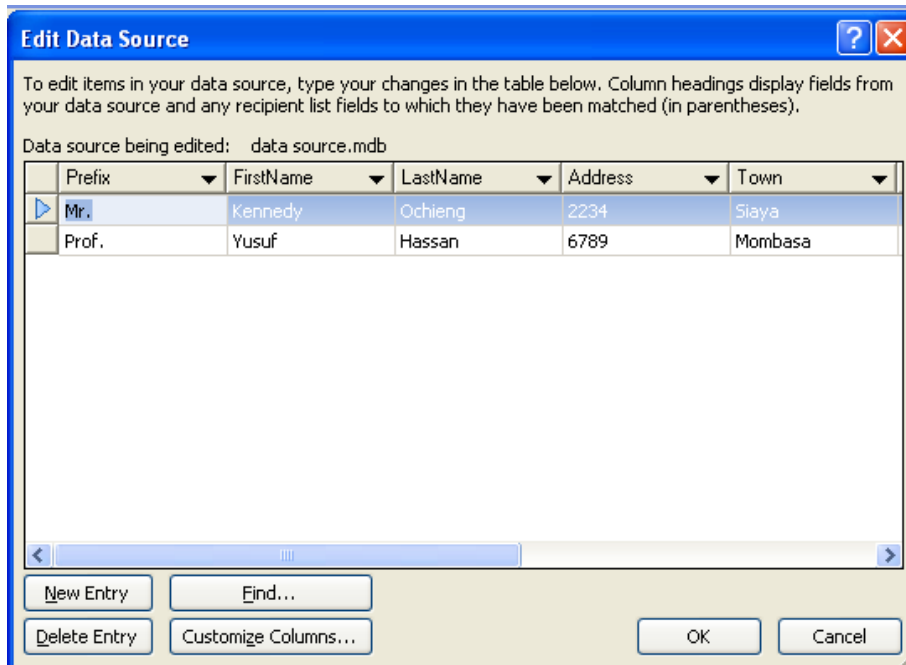 Edit Data Source
To edit items in your data source, type your changes in the table below. Column headings display fields from
your data source and any recipient list fields to which they have been matched (in parentheses).
Data source being edited: data source.mdb
Prefix FirstName LastName Address Town
Mr. Kennedy Ochieng 2234 Siaya
Prof. Yusuf Hassan 6789 Mombasa
New Entry Find...
Delete Entry Customize Columns... OK Cancel